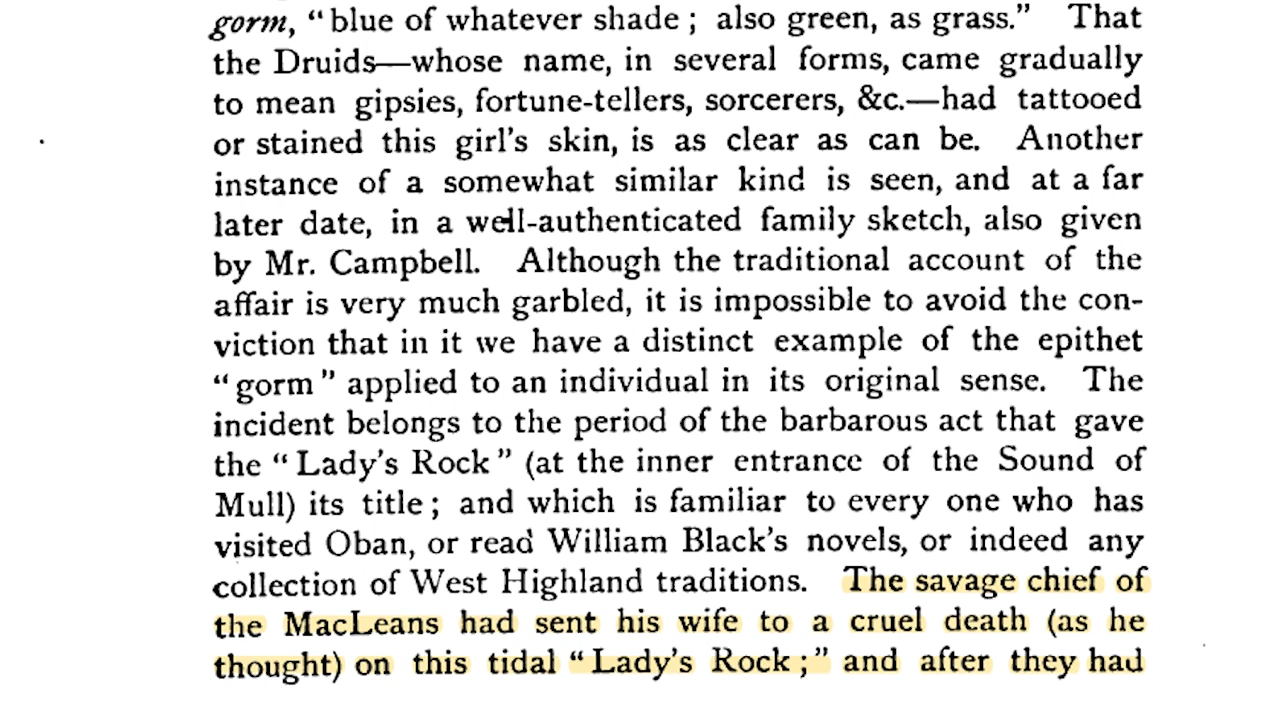 gorm, “blue of whatever shade ; also green, as grass.” That
the Druids—whose name, in several forms, came gradually
to mean gipsies, fortune-tellers, sorcerers, &c.—had tattooed
or stained this girl’s skin, is as clear as can be. Another
instance of a somewhat similar kind is seen, and at a far
later date, in a well-authenticated family sketch, also given
by Mr. Campbell. Although the traditional account of the
affair is very much garbled, it is impossible to avoid the con-
viction that in it we have a distinct example of the epithet
“gorm” applied to an individual in its original sense. The
incident belongs to the period of the barbarous act that gave
the “Lady’s Rock” (at the inner entrance of the Sound of
Mull) its title ; and which is familiar to every one who has
visited Oban, or read William Black’s novels, or indeed any
collection of West Highland traditions. The savage chief of
the MacLeans had sent his wife to a cruel death (as he
thought) on this tidal “Lady’s Rock ;” and after they had